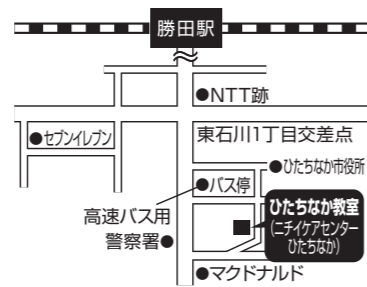 勝田駅
●NTT跡
東石川1丁目交差点
●セブンイレブン
●ひたちなか市役所
●バス停
ひたちなか教室
(ニチイケアセンター
ひたちなか)
高速バス用
警察署●
●マクドナルド